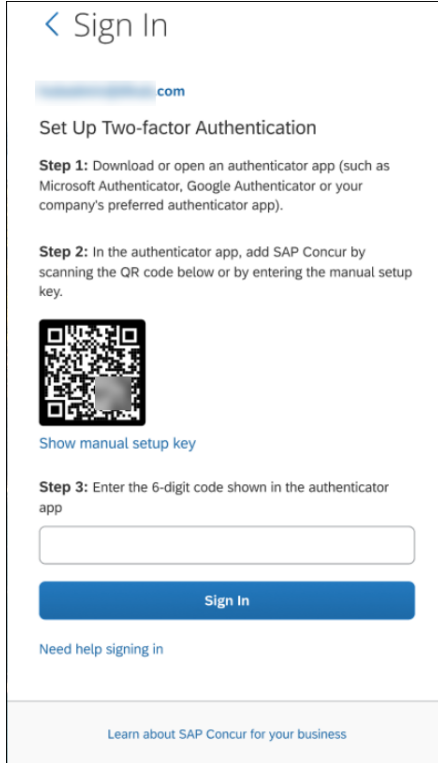 Sign In
.com
Set Up Two-factor Authentication
Step 1: Download or open an authenticator app (such as
Microsoft Authenticator, Google Authenticator or your
company's preferred authenticator app).
Step 2: In the authenticator app, add SAP Concur by
scanning the QR code below or by entering the manual setup
key.
Show manual setup key
Step 3: Enter the 6-digit code shown in the authenticator
app
Sign In
Need help signing in
Learn about SAP Concur for your business